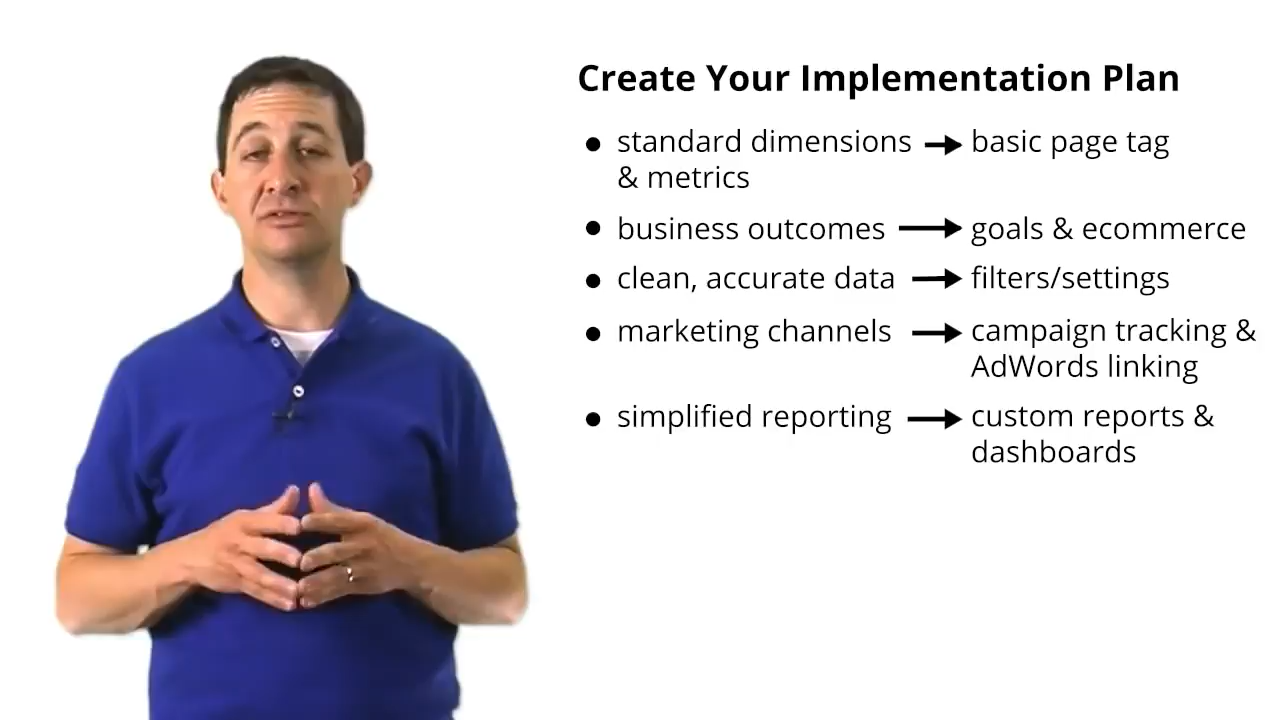 Create Your Implementation Plan
• standard dimensions → basic page tag
& metrics
• business outcomes → goals & ecommerce
• clean, accurate data → filters/settings
• marketing channels → campaign tracking &
AdWords linking
• simplified reporting → custom reports &
dashboards